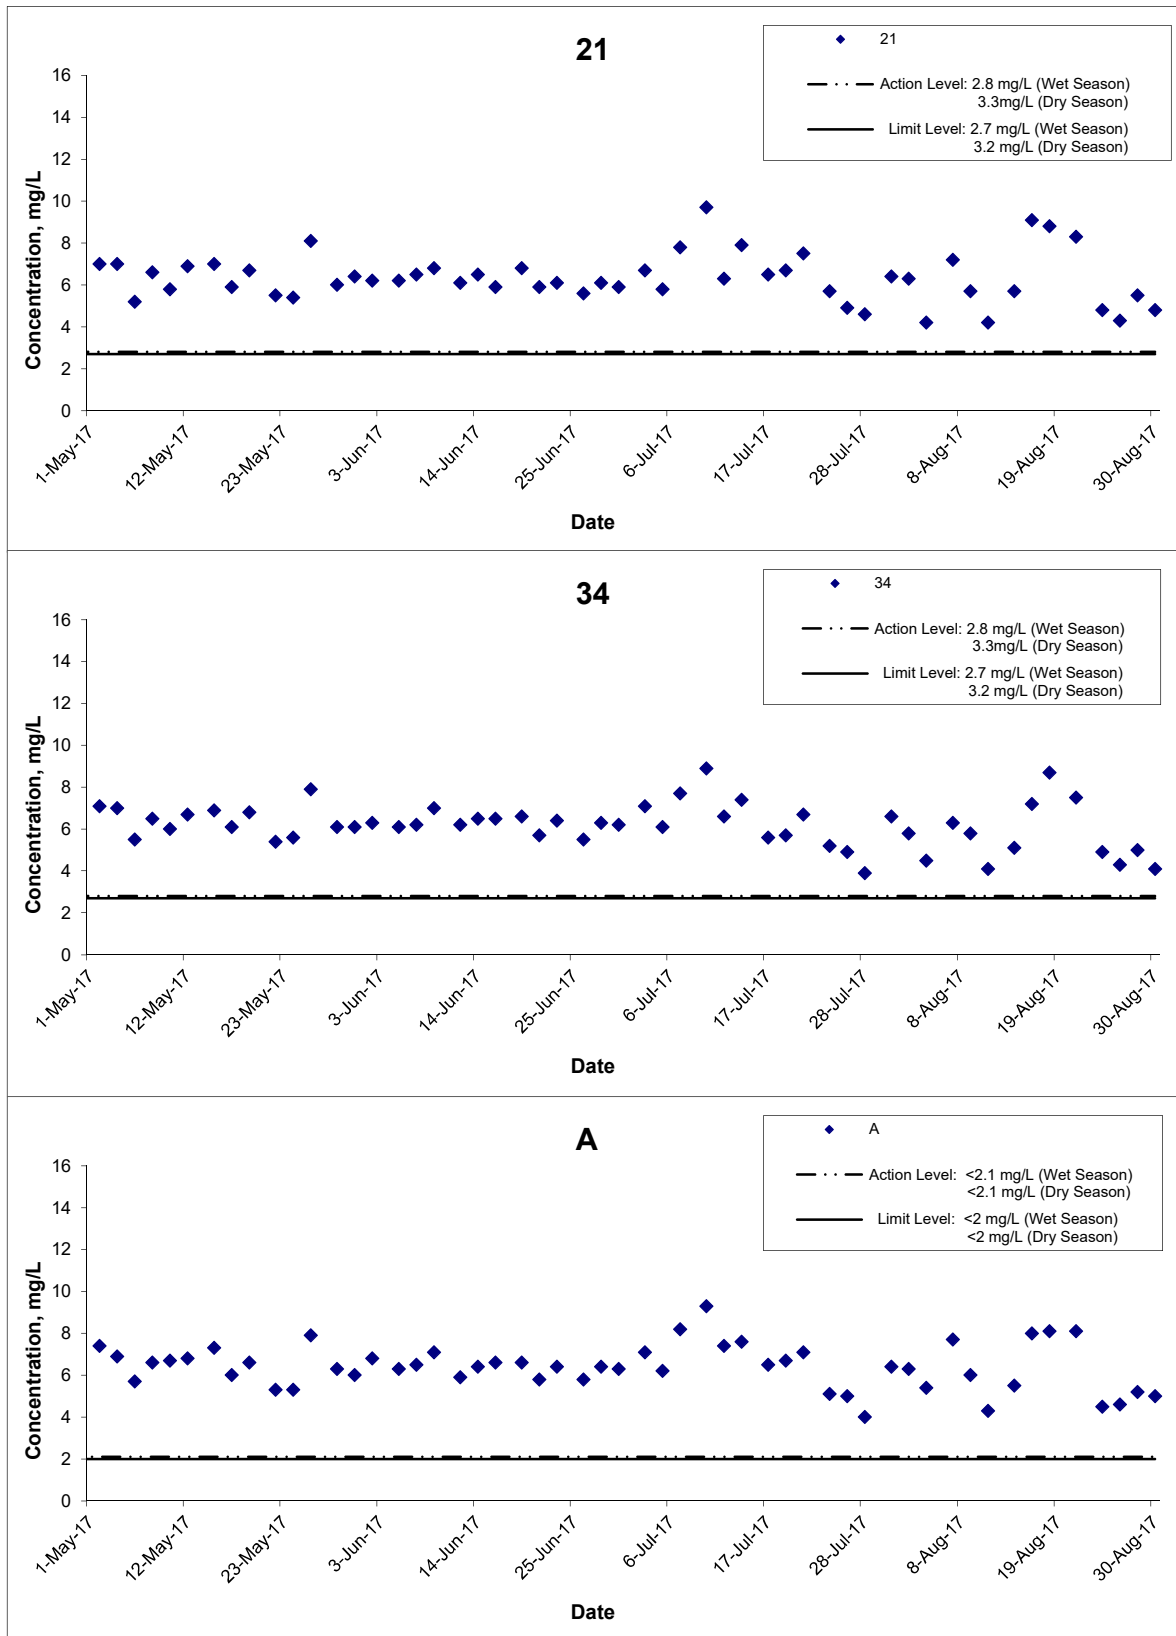 21
21
Action Level: 2.8 mg/L (Wet Season)
3.3mg/L (Dry Season)
Limit Level: 2.7 mg/L (Wet Season)
3.2 mg/L (Dry Season)
Concentration, mg/L
16
14
12
10
8
6
4
2
0
1-May-17
12-May-17
23-May-17
3-Jun-17
14-Jun-17
25-Jun-17
6-Jul-17
17-Jul-17
28-Jul-17
8-Aug-17
19-Aug-17
30-Aug-17
Date
34
34
Action Level: 2.8 mg/L (Wet Season)
3.3mg/L (Dry Season)
Limit Level: 2.7 mg/L (Wet Season)
3.2 mg/L (Dry Season)
Concentration, mg/L
16
14
12
10
8
6
4
2
0
1-May-17
12-May-17
23-May-17
3-Jun-17
14-Jun-17
25-Jun-17
6-Jul-17
17-Jul-17
28-Jul-17
8-Aug-17
19-Aug-17
30-Aug-17
Date
A
A
Action Level: <2.1 mg/L (Wet Season)
<2.1 mg/L (Dry Season)
Limit Level: <2 mg/L (Wet Season)
<2 mg/L (Dry Season)
Concentration, mg/L
16
14
12
10
8
6
4
2
0
1-May-17
12-May-17
23-May-17
3-Jun-17
14-Jun-17
25-Jun-17
6-Jul-17
17-Jul-17
28-Jul-17
8-Aug-17
19-Aug-17
30-Aug-17
Date